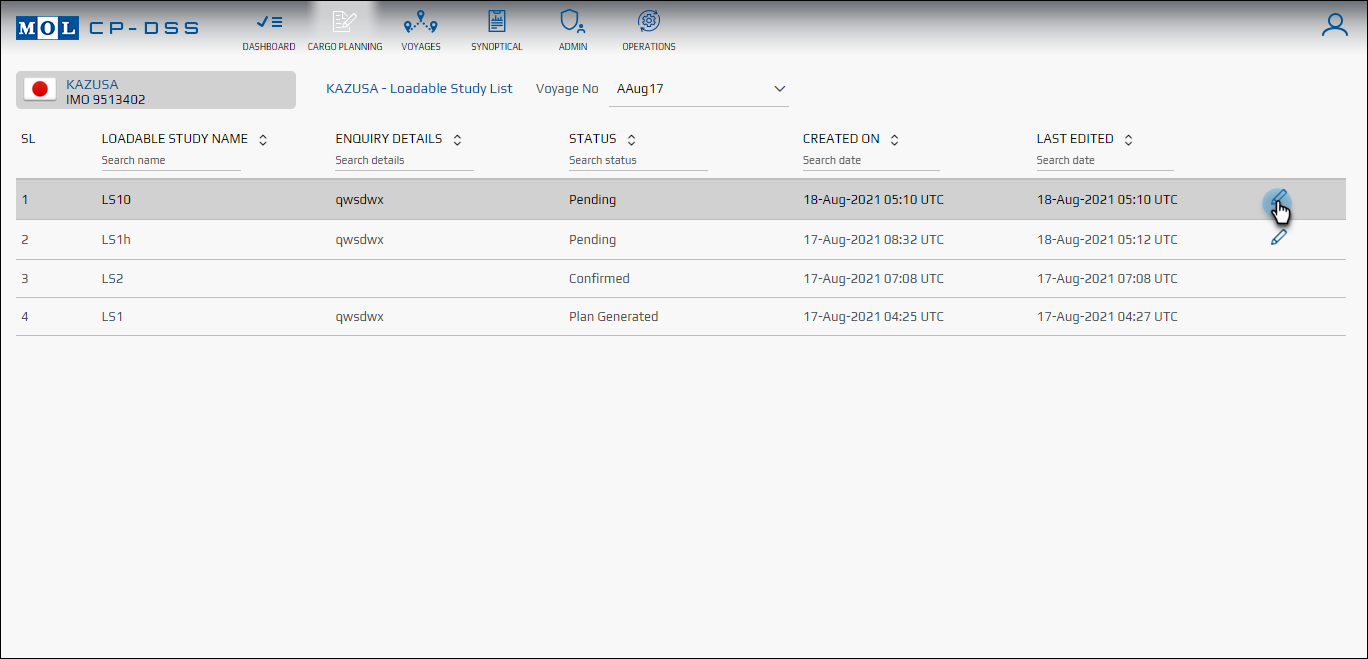 MOL CP-DSS
DASHBOARD CARGO PLANNING VOYAGES SYNOPTICAL ADMIN OPERATIONS
KAZUSA
IMO 9513402
KAZUSA - Loadable Study List Voyage No AAug17
SL LOADABLE STUDY NAME ENQUIRY DETAILS STATUS CREATED ON LAST EDITED
Search name Search details Search status Search date Search date
1 LS10 qwsdwx Pending 18-Aug-2021 05:10 UTC 18-Aug-2021 05:10 UTC
2 LS1h qwsdwx Pending 17-Aug-2021 08:32 UTC 18-Aug-2021 05:12 UTC
3 LS2 Confirmed 17-Aug-2021 07:08 UTC 17-Aug-2021 07:08 UTC
4 LS1 qwsdwx Plan Generated 17-Aug-2021 04:25 UTC 17-Aug-2021 04:27 UTC